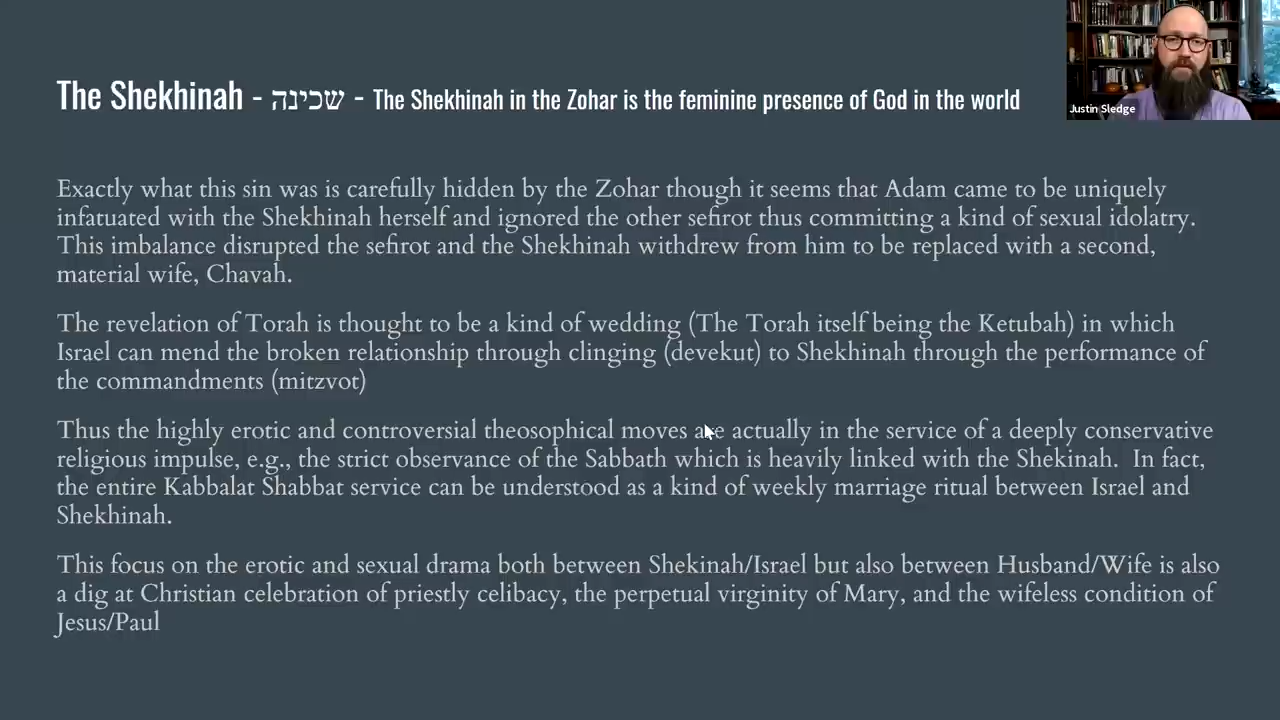 The Shekhinah - שכינה - The Shekhinah in the Zohar is the feminine presence of God in the world
Justin Sledge
Exactly what this sin was is carefully hidden by the Zohar though it seems that Adam came to be uniquely
infatuated with the Shekhinah herself and ignored the other sefirot thus committing a kind of sexual idolatry.
This imbalance disrupted the sefirot and the Shekhinah withdrew from him to be replaced with a second,
material wife, Chavah.
The revelation of Torah is thought to be a kind of wedding (The Torah itself being the Ketubah) in which
Israel can mend the broken relationship through clinging (devekut) to Shekhinah through the performance of
the commandments (mitzvot)
Thus the highly erotic and controversial theosophical moves are actually in the service of a deeply conservative
religious impulse, e.g., the strict observance of the Sabbath which is heavily linked with the Shekinah.  In fact,
the entire Kabbalat Shabbat service can be understood as a kind of weekly marriage ritual between Israel and
Shekhinah.
This focus on the erotic and sexual drama both between Shekinah/Israel but also between Husband/Wife is also
a dig at Christian celebration of priestly celibacy, the perpetual virginity of Mary, and the wifeless condition of
Jesus/Paul